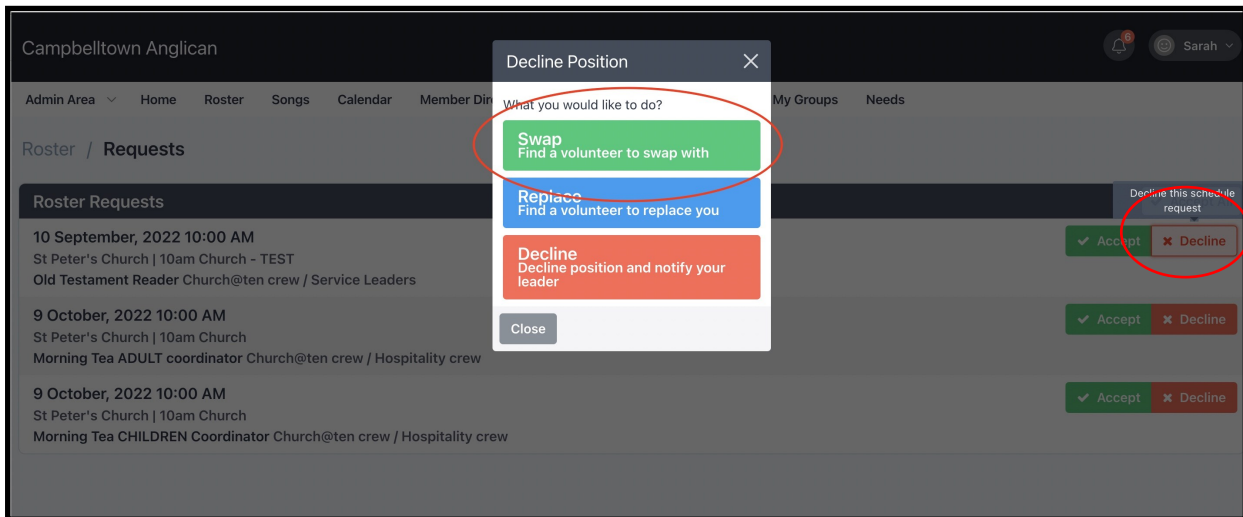 Campbelltown Anglican
6
Sarah
Admin Area Home Roster Songs Calendar Member Dir My Groups Needs
Roster / Requests
Decline Position
What you would like to do?
Swap
Find a volunteer to swap with
Replace
Find a volunteer to replace you
Decline
Decline position and notify your
leader
Close
Roster Requests
Decline this schedule
request
10 September, 2022 10:00 AM
St Peter's Church | 10am Church - TEST
Old Testament Reader Church@ten crew / Service Leaders
Accept Decline
9 October, 2022 10:00 AM
St Peter's Church | 10am Church
Morning Tea ADULT coordinator Church@ten crew / Hospitality crew
Accept Decline
9 October, 2022 10:00 AM
St Peter's Church | 10am Church
Morning Tea CHILDREN Coordinator Church@ten crew / Hospitality crew
Accept Decline